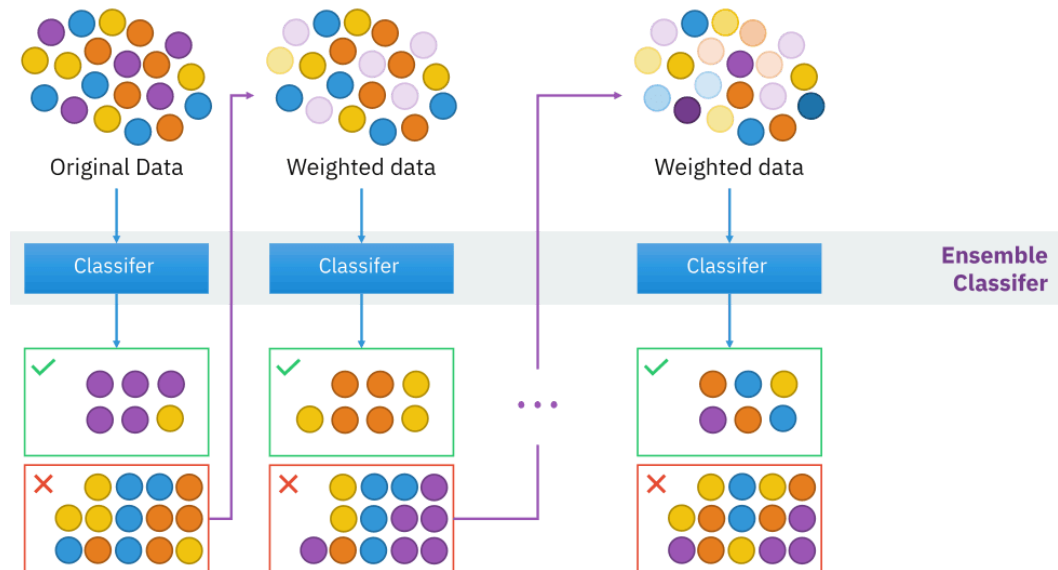 Original Data
Weighted data
Weighted data
Classifer
Classifer
Classifer
Ensemble
Classifer